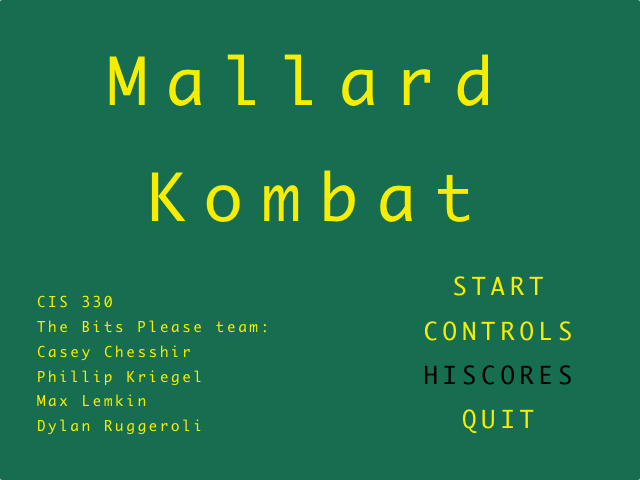 Mallard
Kombat
CIS 330
The Bits Please team:
Casey Chesshir
Phillip Kriegel
Max Lemkin
Dylan Ruggeroli
START
CONTROLS
HISCORES
QUIT